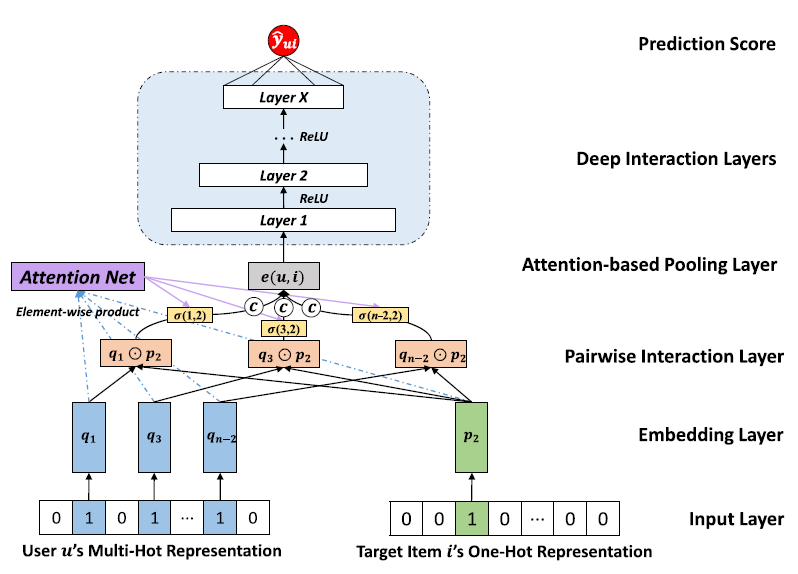 ŷ_ui
Prediction Score
Layer X
... ReLU
Layer 2
Deep Interaction Layers
ReLU
Layer 1
Attention Net
e(u, i)
Attention-based Pooling Layer
Element-wise product
c c c
σ(1,2)
σ(3,2)
σ(n-2,2)
q₁ ⊙ p₂
q₃ ⊙ p₂
qₙ₋₂ ⊙ p₂
Pairwise Interaction Layer
q₁
q₃
qₙ₋₂
p₂
Embedding Layer
0 1 0 1 ... 1 0
0 0 1 0 ... 0 0
Input Layer
User u's Multi-Hot Representation
Target Item i's One-Hot Representation